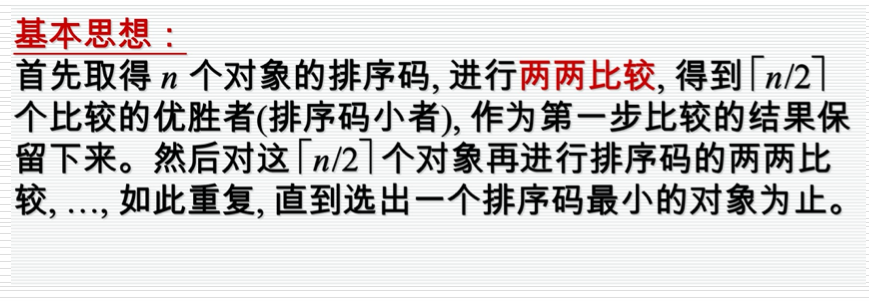 基本思想：
首先取得 n 个对象的排序码, 进行两两比较, 得到⌈n/2⌉
个比较的优胜者(排序码小者), 作为第一步比较的结果保
留下来。然后对这⌈n/2⌉个对象再进行排序码的两两比
较, …, 如此重复, 直到选出一个排序码最小的对象为止。